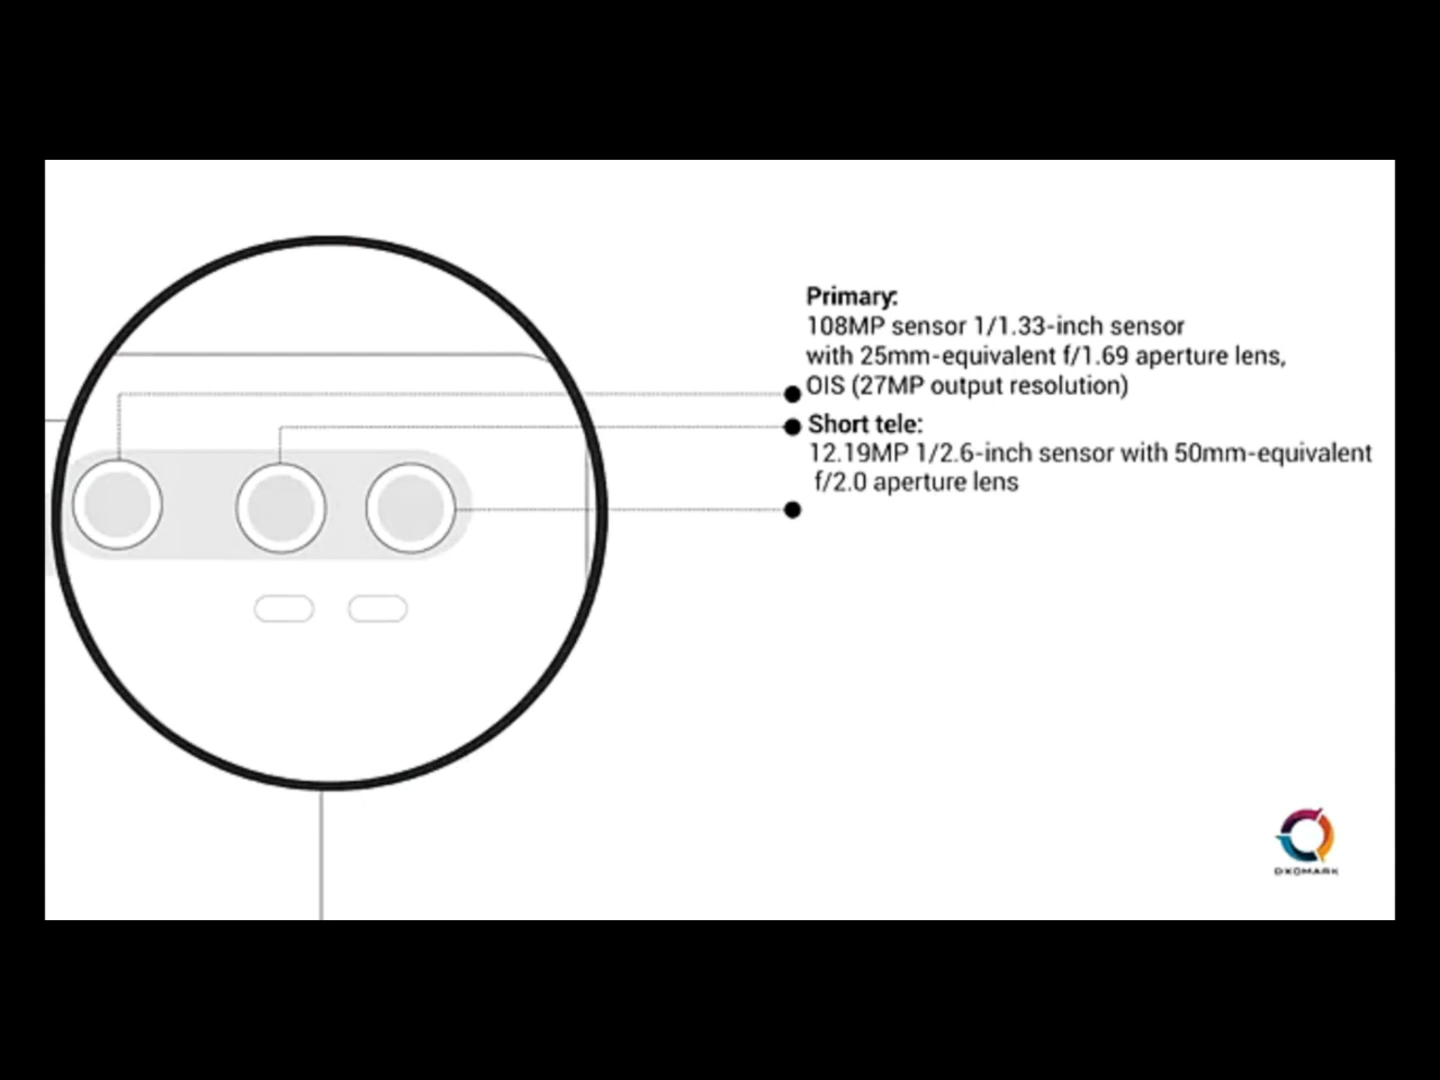 Primary:
108MP sensor 1/1.33-inch sensor
with 25mm-equivalent f/1.69 aperture lens,
OIS (27MP output resolution)
Short tele:
12.19MP 1/2.6-inch sensor with 50mm-equivalent
f/2.0 aperture lens
DXOMARK